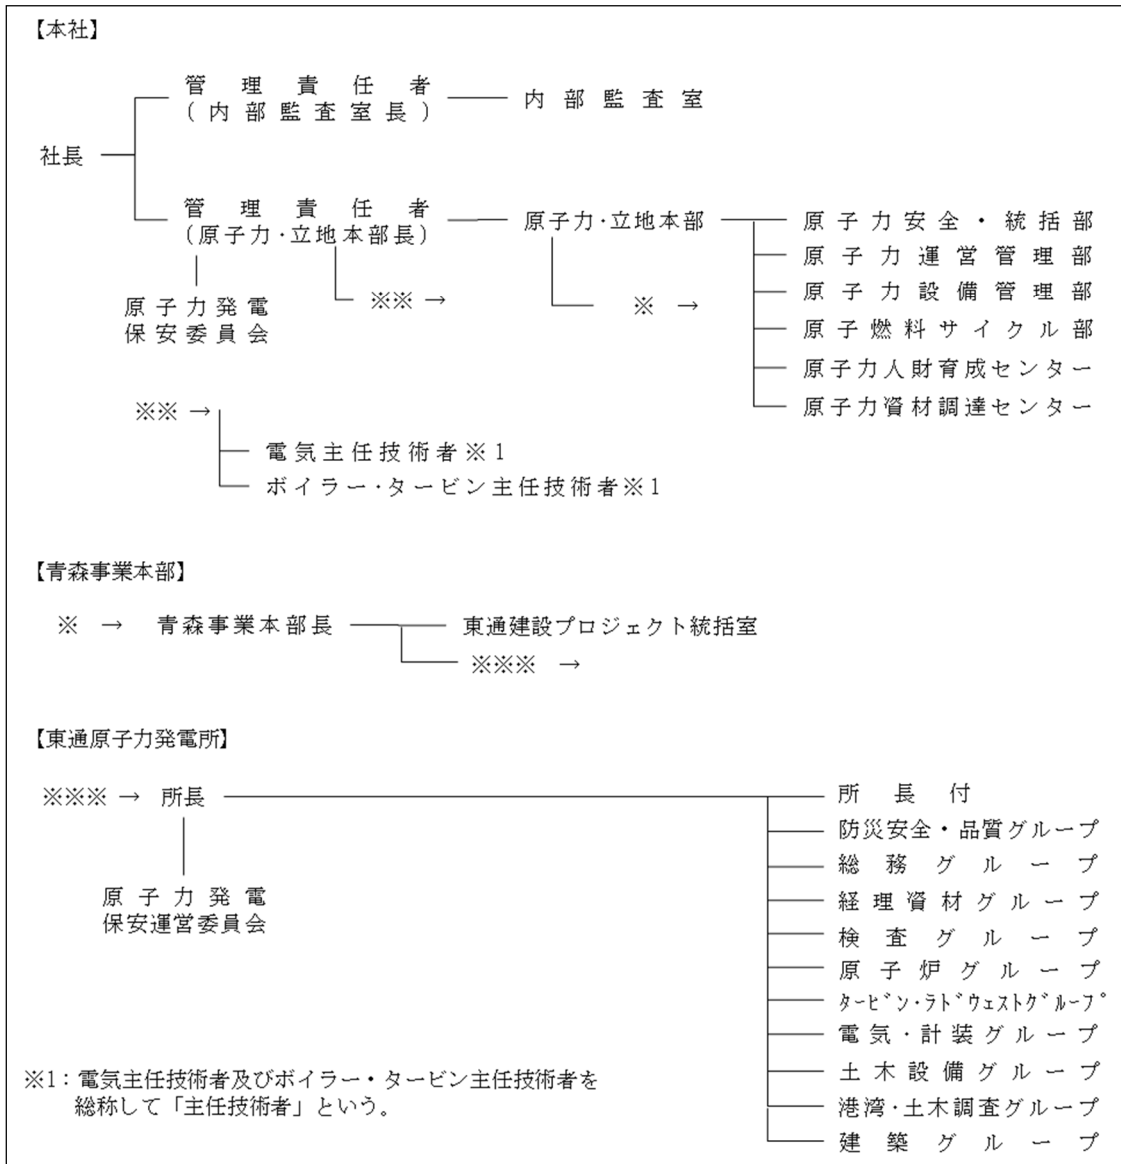 【本社】
管理責任者
(内部監査室長)
内部監査室
社長
管理責任者
(原子力・立地本部長)
原子力・立地本部
原子力安全・統括部
原子力運営管理部
原子力設備管理部
原子燃料サイクル部
原子力人財育成センター
原子力資材調達センター
原子力発電
保安委員会
※※ →
※ →
※※ →
電気主任技術者※1
ボイラー・タービン主任技術者※1
【青森事業本部】
※ → 青森事業本部長
東通建設プロジェクト統括室
※※※ →
【東通原子力発電所】
※※※ → 所長
原子力発電
保安運営委員会
所長付
防災安全・品質グループ
総務グループ
経理資材グループ
検査グループ
原子炉グループ
タービン・ラドウェストグループ
電気・計装グループ
土木設備グループ
港湾・土木調査グループ
建築グループ
※1：電気主任技術者及びボイラー・タービン主任技術者を
総称して「主任技術者」という。